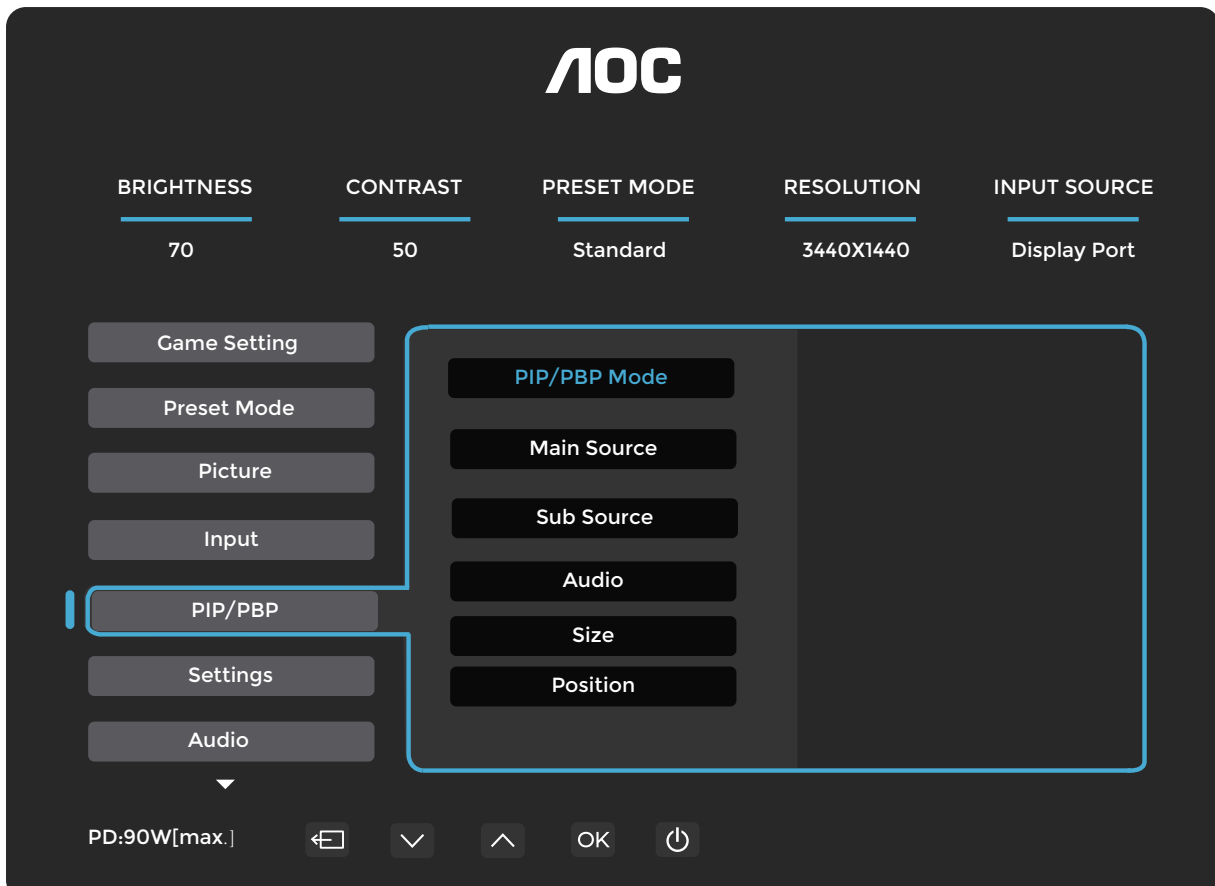 AOC
BRIGHTNESS CONTRAST PRESET MODE RESOLUTION INPUT SOURCE
70 50 Standard 3440X1440 Display Port
Game Setting
PIP/PBP Mode
Preset Mode
Main Source
Picture
Sub Source
Input
Audio
PIP/PBP
Size
Settings
Position
Audio
PD:90W[max.] OK